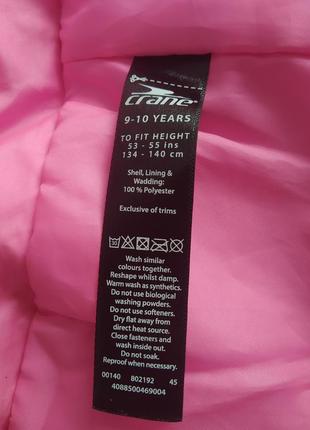 CRANE
9-10 YEARS
TO FIT HEIGHT
53 - 55 ins
134 - 140 cm
Shell, Lining &
Wadding:
100 % Polyester
Exclusive of trims
30
Wash similar
colours together.
Reshape whilst damp.
Warm wash as synthetics.
Do not use biological
washing powders.
Do not use softeners.
Dry flat away from
direct heat source.
Close fasteners and
wash inside out.
Do not soak.
Reproof when necessary.
00140 802192 45
4088500469004